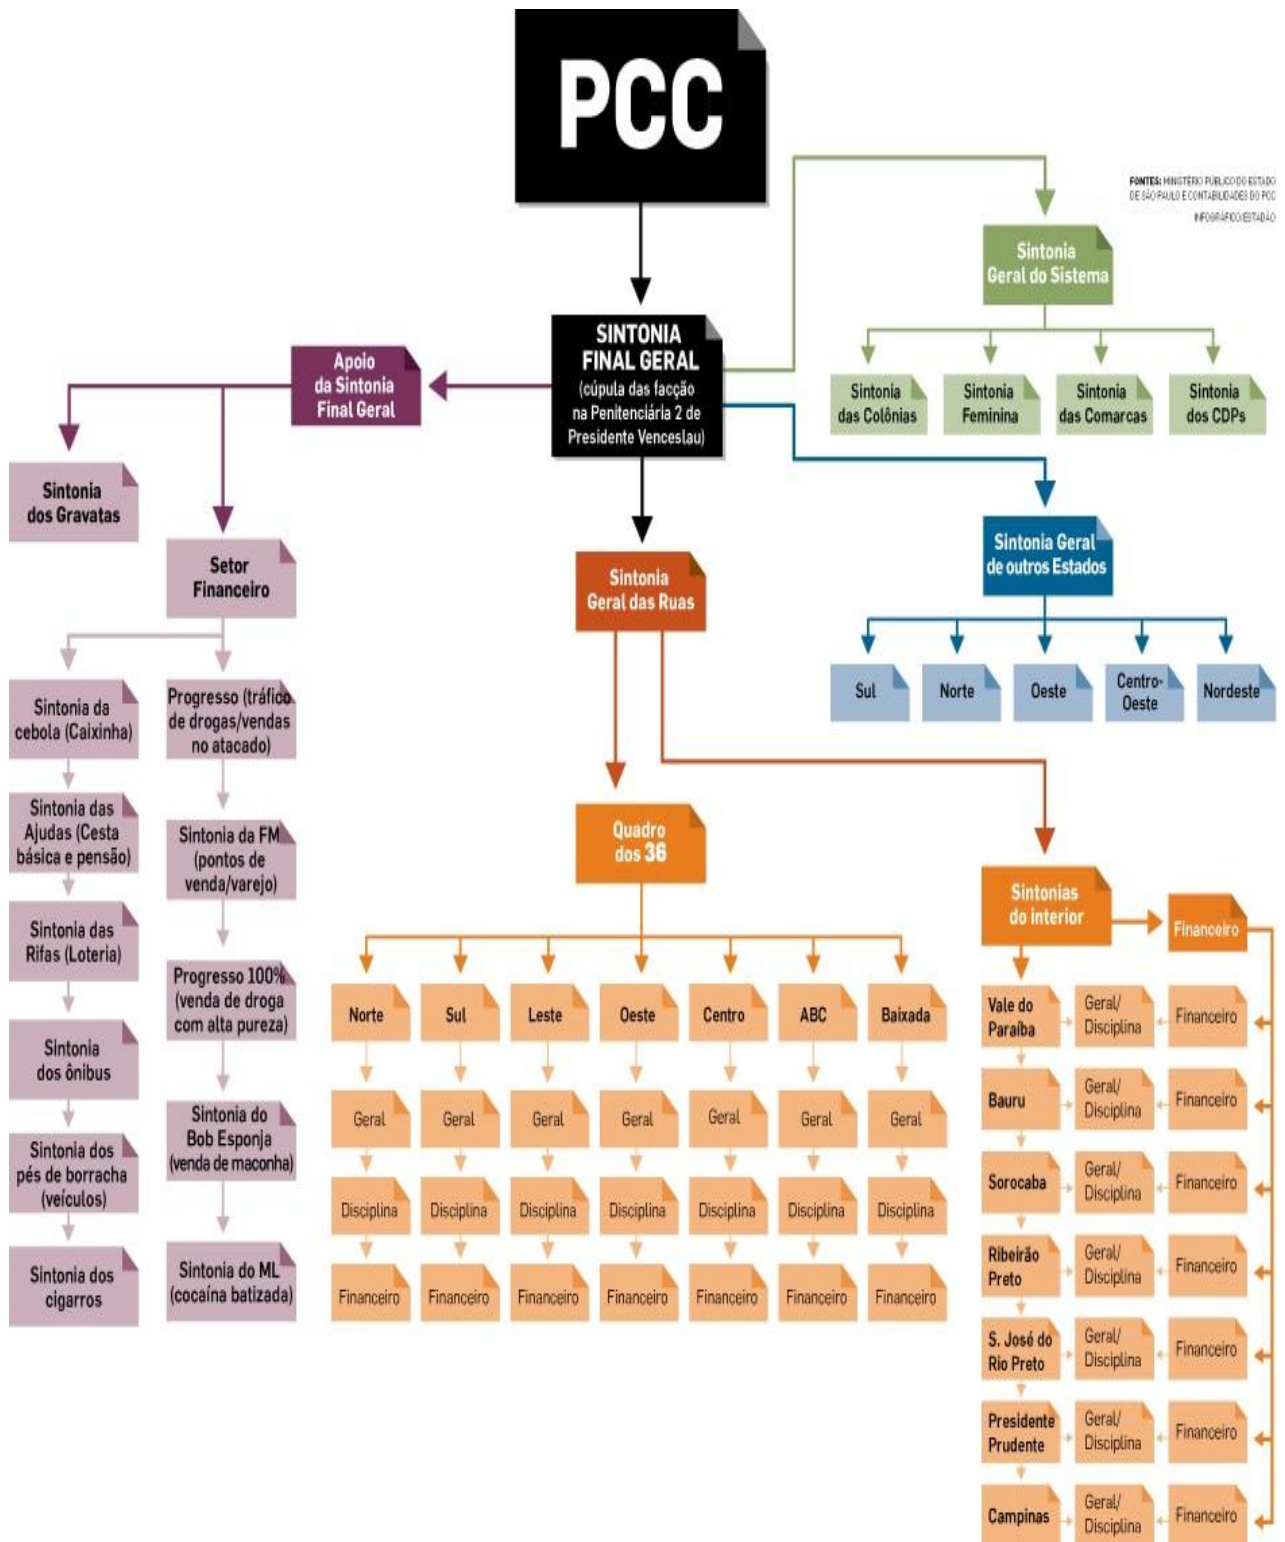 PCC
FONTES: MINISTÉRIO PÚBLICO DO ESTADO
DE SÃO PAULO E CONTABILIDADES DO PCC
INFOGRÁFICO/ESTADÃO
Sintonia
Geral do Sistema
Sintonia
das Colônias
Sintonia
Feminina
Sintonia
das Comarcas
Sintonia
dos CDPs
SINTONIA
FINAL GERAL
(cúpula das facção
na Penitenciária 2 de
Presidente Venceslau)
Apoio
da Sintonia
Final Geral
Sintonia
dos Gravatas
Setor
Financeiro
Sintonia Geral
de outros Estados
Sul
Norte
Oeste
Centro-
Oeste
Nordeste
Sintonia
Geral das Ruas
Sintonia da
cebola (Caixinha)
Sintonia das
Ajudas (Cesta
básica e pensão)
Sintonia das
Rifas (Loteria)
Sintonia
dos ônibus
Sintonia dos
pés de borracha
(veículos)
Sintonia dos
cigarros
Progresso (tráfico
de drogas/vendas
no atacado)
Sintonia da FM
(pontos de
venda/varejo)
Progresso 100%
(venda de droga
com alta pureza)
Sintonia do
Bob Esponja
(venda de maconha)
Sintonia do ML
(cocaína batizada)
Quadro
dos 36
Norte
Sul
Leste
Oeste
Centro
ABC
Baixada
Geral
Geral
Geral
Geral
Geral
Geral
Geral
Disciplina
Disciplina
Disciplina
Disciplina
Disciplina
Disciplina
Disciplina
Financeiro
Financeiro
Financeiro
Financeiro
Financeiro
Financeiro
Financeiro
Sintonias
do interior
Financeiro
Vale do
Paraíba
Geral/
Disciplina
Financeiro
Bauru
Geral/
Disciplina
Financeiro
Sorocaba
Geral/
Disciplina
Financeiro
Ribeirão
Preto
Geral/
Disciplina
Financeiro
S. José do
Rio Preto
Geral/
Disciplina
Financeiro
Presidente
Prudente
Geral/
Disciplina
Financeiro
Campinas
Geral/
Disciplina
Financeiro